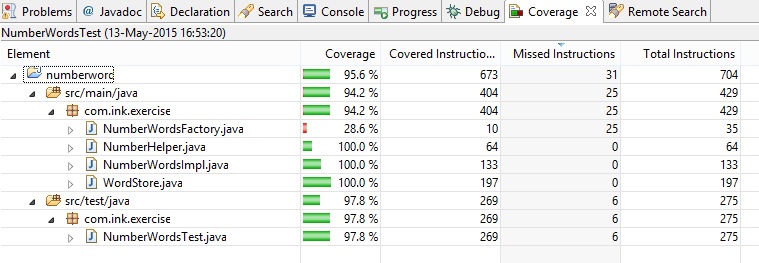 Problems @ Javadoc Declaration Search Console Progress Debug Coverage Remote Search
NumberWordsTest (13-May-2015 16:53:20)
Element Coverage Covered Instructio... Missed Instructions Total Instructions
numberword 95.6 % 673 31 704
src/main/java 94.2 % 404 25 429
com.ink.exercise 94.2 % 404 25 429
NumberWordsFactory.java 28.6 % 10 25 35
NumberHelper.java 100.0 % 64 0 64
NumberWordsImpl.java 100.0 % 133 0 133
WordStore.java 100.0 % 197 0 197
src/test/java 97.8 % 269 6 275
com.ink.exercise 97.8 % 269 6 275
NumberWordsTest.java 97.8 % 269 6 275